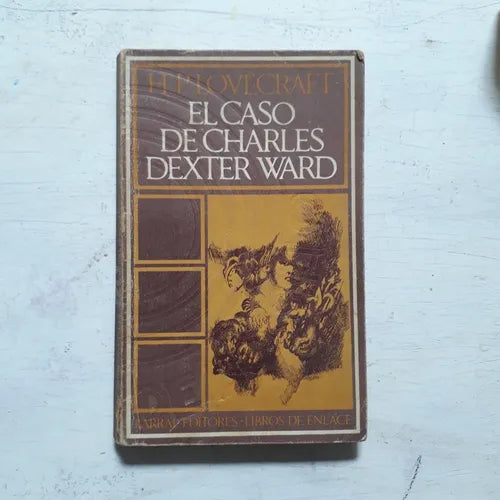 H.P. LOVECRAFT
EL CASO
DE CHARLES
DEXTER WARD
BARRAL EDITORES - LIBROS DE ENLACE